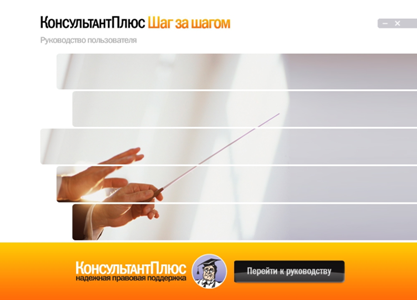 КонсультантПлюс Шаг за шагом
Руководство пользователя
КонсультантПлюс
надежная правовая поддержка
Перейти к руководству